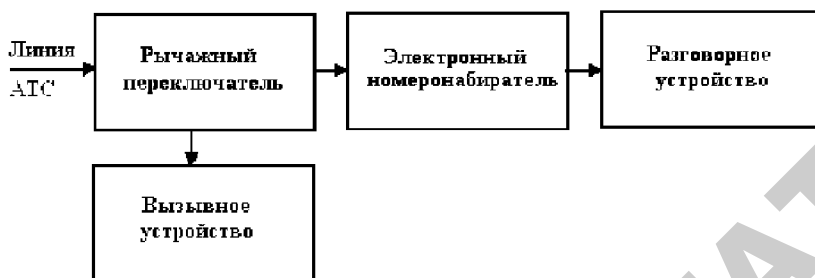 Линия
АТС
Рычажный
переключатель
Электронный
номеронабиратель
Разговорное
устройство
Вызывное
устройство